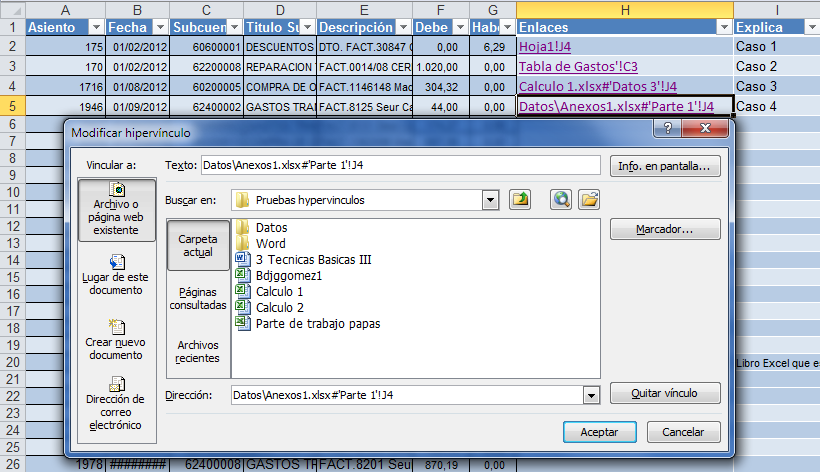 A B C D E F G H I
1 Asiento Fecha Subcuen Titulo Su Descripción Debe Habe Enlaces Explica
2 175 01/02/2012 60600001 DESCUENTOS DTO. FACT.30847 0,00 6,29 Hoja1!J4 Caso 1
3 170 01/02/2012 62200008 REPARACION FACT.0014/08 CER 1.020,00 0,00 Tabla de Gastos'!C3 Caso 2
4 1716 01/08/2012 60200005 COMPRA DE O FACT.1146148 Mad 304,32 0,00 Calculo 1.xlsx#'Datos 3'!J4 Caso 3
5 1946 01/09/2012 62400002 GASTOS TRA FACT.8125 Seur Ca 44,00 0,00 Datos\Anexos1.xlsx#'Parte 1'!J4 Caso 4
6
7
8
9
10
11
12
13
14
15
16
17
18
19
20 Libro Excel que es
21
22
23
24
25
26 1978 ######## 62400008 GASTOS TR FACT.8201 Seu 870,19 0,00
Modificar hipervínculo
Vincular a:
Texto: Datos\Anexos1.xlsx#'Parte 1'!J4
Info. en pantalla...
Archivo o página web existente
Buscar en: Pruebas hypervinculos
Lugar de este documento
Crear nuevo documento
Dirección de correo electrónico
Carpeta actual
Páginas consultadas
Archivos recientes
Datos
Word
3 Tecnicas Basicas III
Bdjggomez1
Calculo 1
Calculo 2
Parte de trabajo papas
Marcador...
Dirección: Datos\Anexos1.xlsx#'Parte 1'!J4
Quitar vínculo
Aceptar
Cancelar